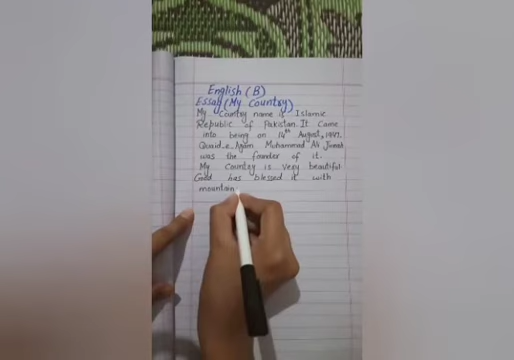 English (B)
Essay (My Country)
My Country name is Islamic
Republic of Pakistan. It Came
into being on 14th August, 1947.
Quaid-e-Azam Muhammad Ali Jinnah
was the founder of it.
My Country is very beautiful
God has blessed it with
mountain